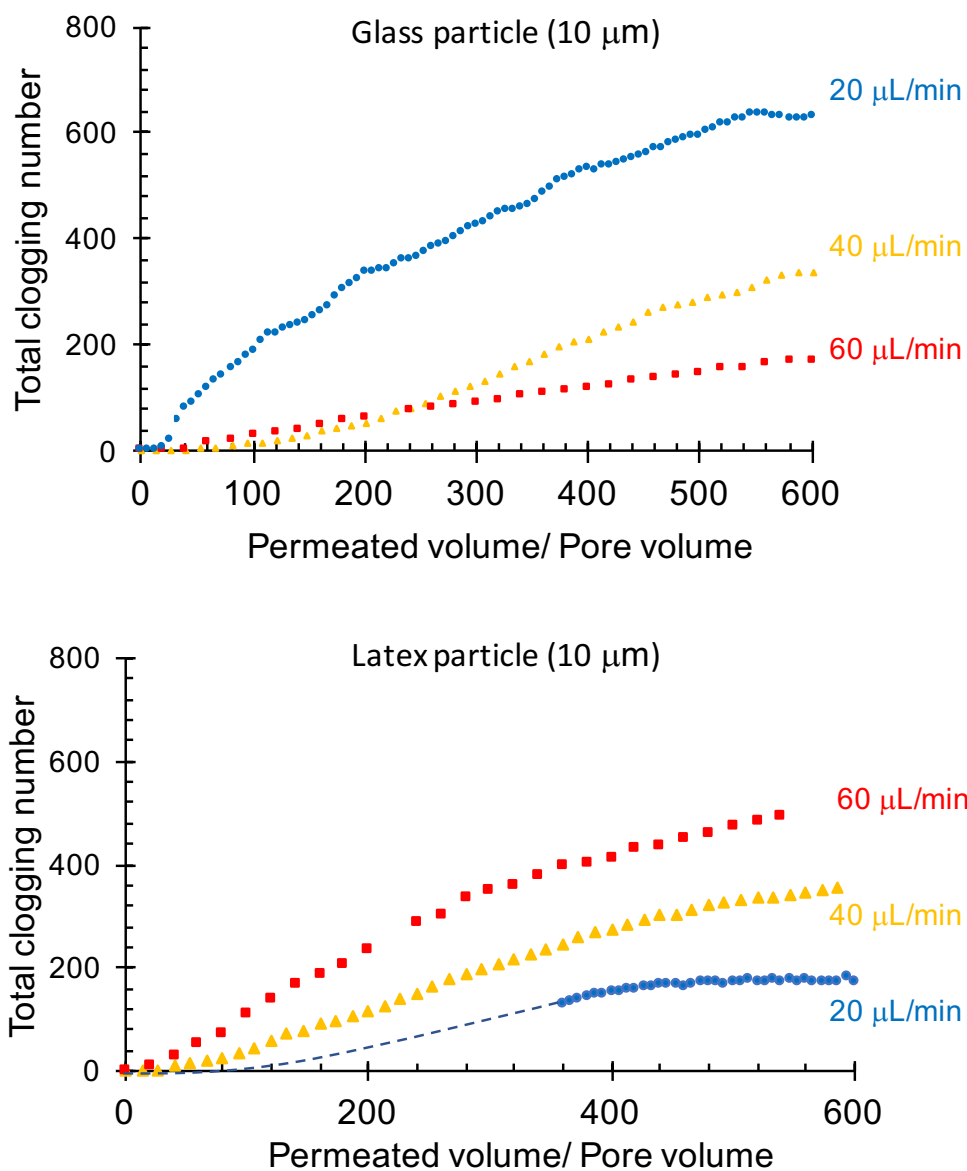 Glass particle (10 μm)
800
600
400
200
0
Total clogging number
20 μL/min
40 μL/min
60 μL/min
0 100 200 300 400 500 600
Permeated volume/ Pore volume
Latex particle (10 μm)
800
600
400
200
0
Total clogging number
60 μL/min
40 μL/min
20 μL/min
0 200 400 600
Permeated volume/ Pore volume